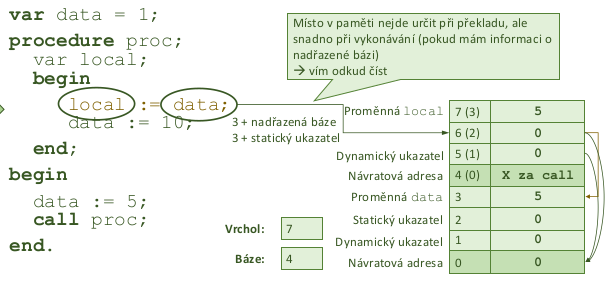 var data = 1;
procedure proc;
var local;
begin
local := data;
data := 10;
end;
begin
data := 5;
call proc;
end.
Místo v paměti nejde určit při překladu, ale
snadno při vykonávání (pokud mám informaci o
nadřazené bázi)
→ vím odkud číst
3 + nadřazená báze
3 + statický ukazatel
Vrchol: 7
Báze: 4
Proměnná local 7 (3) 5
6 (2) 0
Dynamický ukazatel 5 (1) 0
Návratová adresa 4 (0) X za call
Proměnná data 3 5
Statický ukazatel 2 0
Dynamický ukazatel 1 0
Návratová adresa 0 0